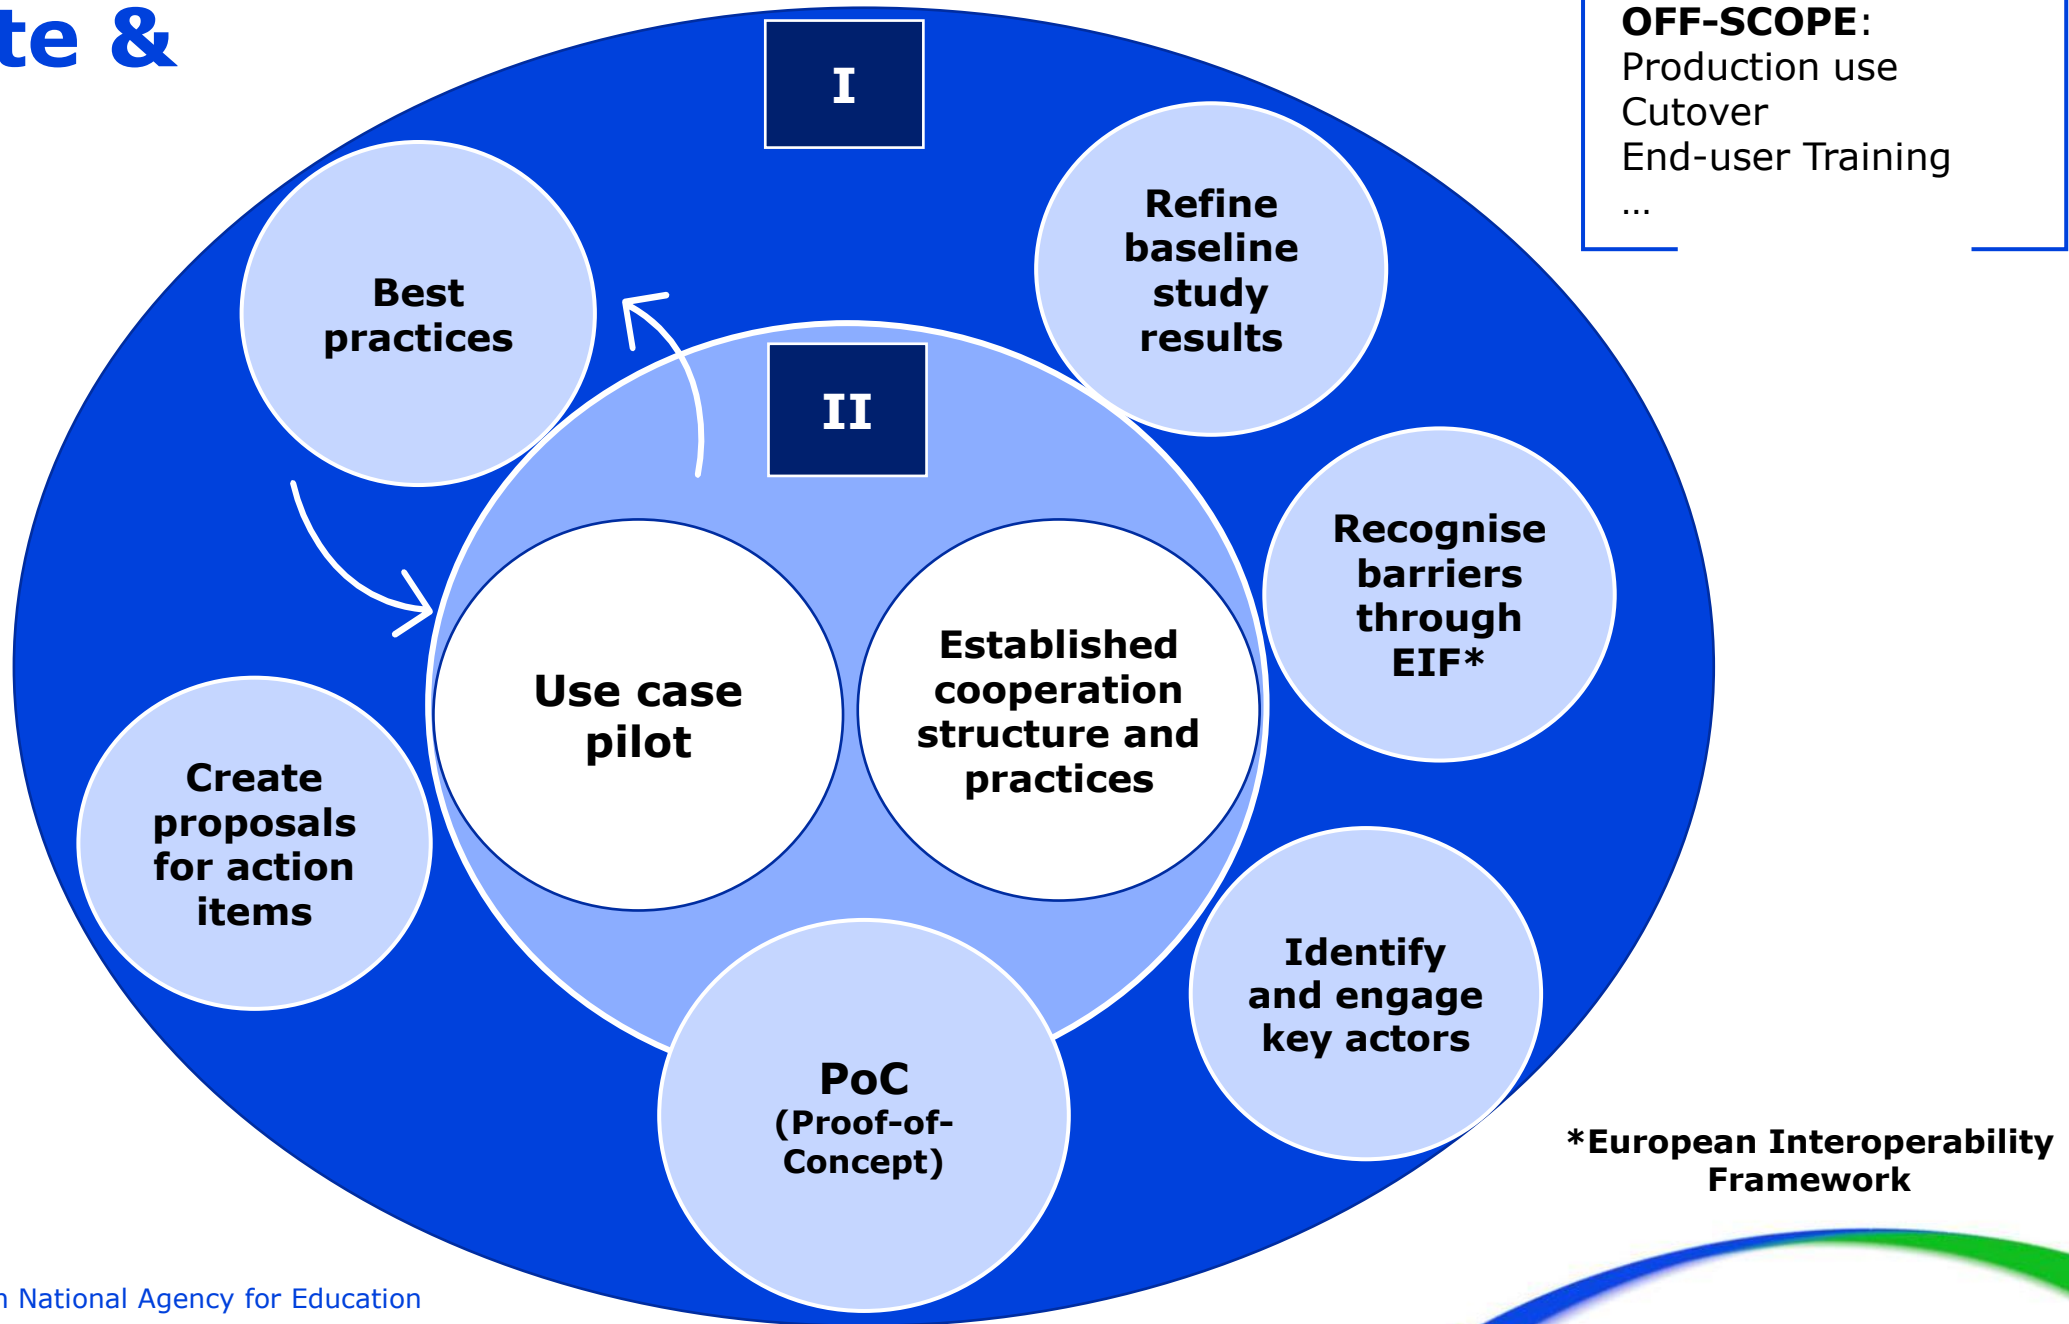 te &
I
OFF-SCOPE:
Production use
Cutover
End-user Training
...
Best
practices
Refine
baseline
study
results
II
Recognise
barriers
through
EIF*
Use case
pilot
Established
cooperation
structure and
practices
Create
proposals
for action
items
Identify
and engage
key actors
PoC
(Proof-of-
Concept)
*European Interoperability
Framework
n National Agency for Education